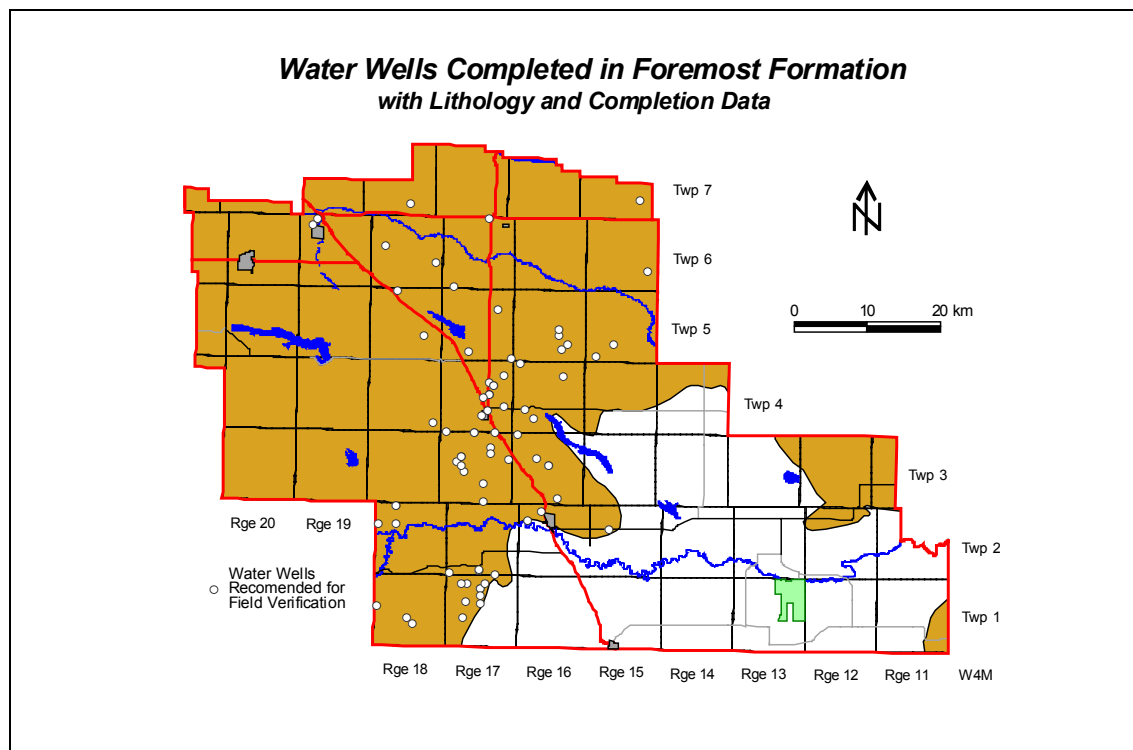 Water Wells Completed in Foremost Formation
with Lithology and Completion Data
Twp 7
N
Twp 6
0 10 20 km
Twp 5
Twp 4
Twp 3
Rge 20 Rge 19
Twp 2
Water Wells
Recomended for
Field Verification
Twp 1
Rge 18 Rge 17 Rge 16 Rge 15 Rge 14 Rge 13 Rge 12 Rge 11 W4M